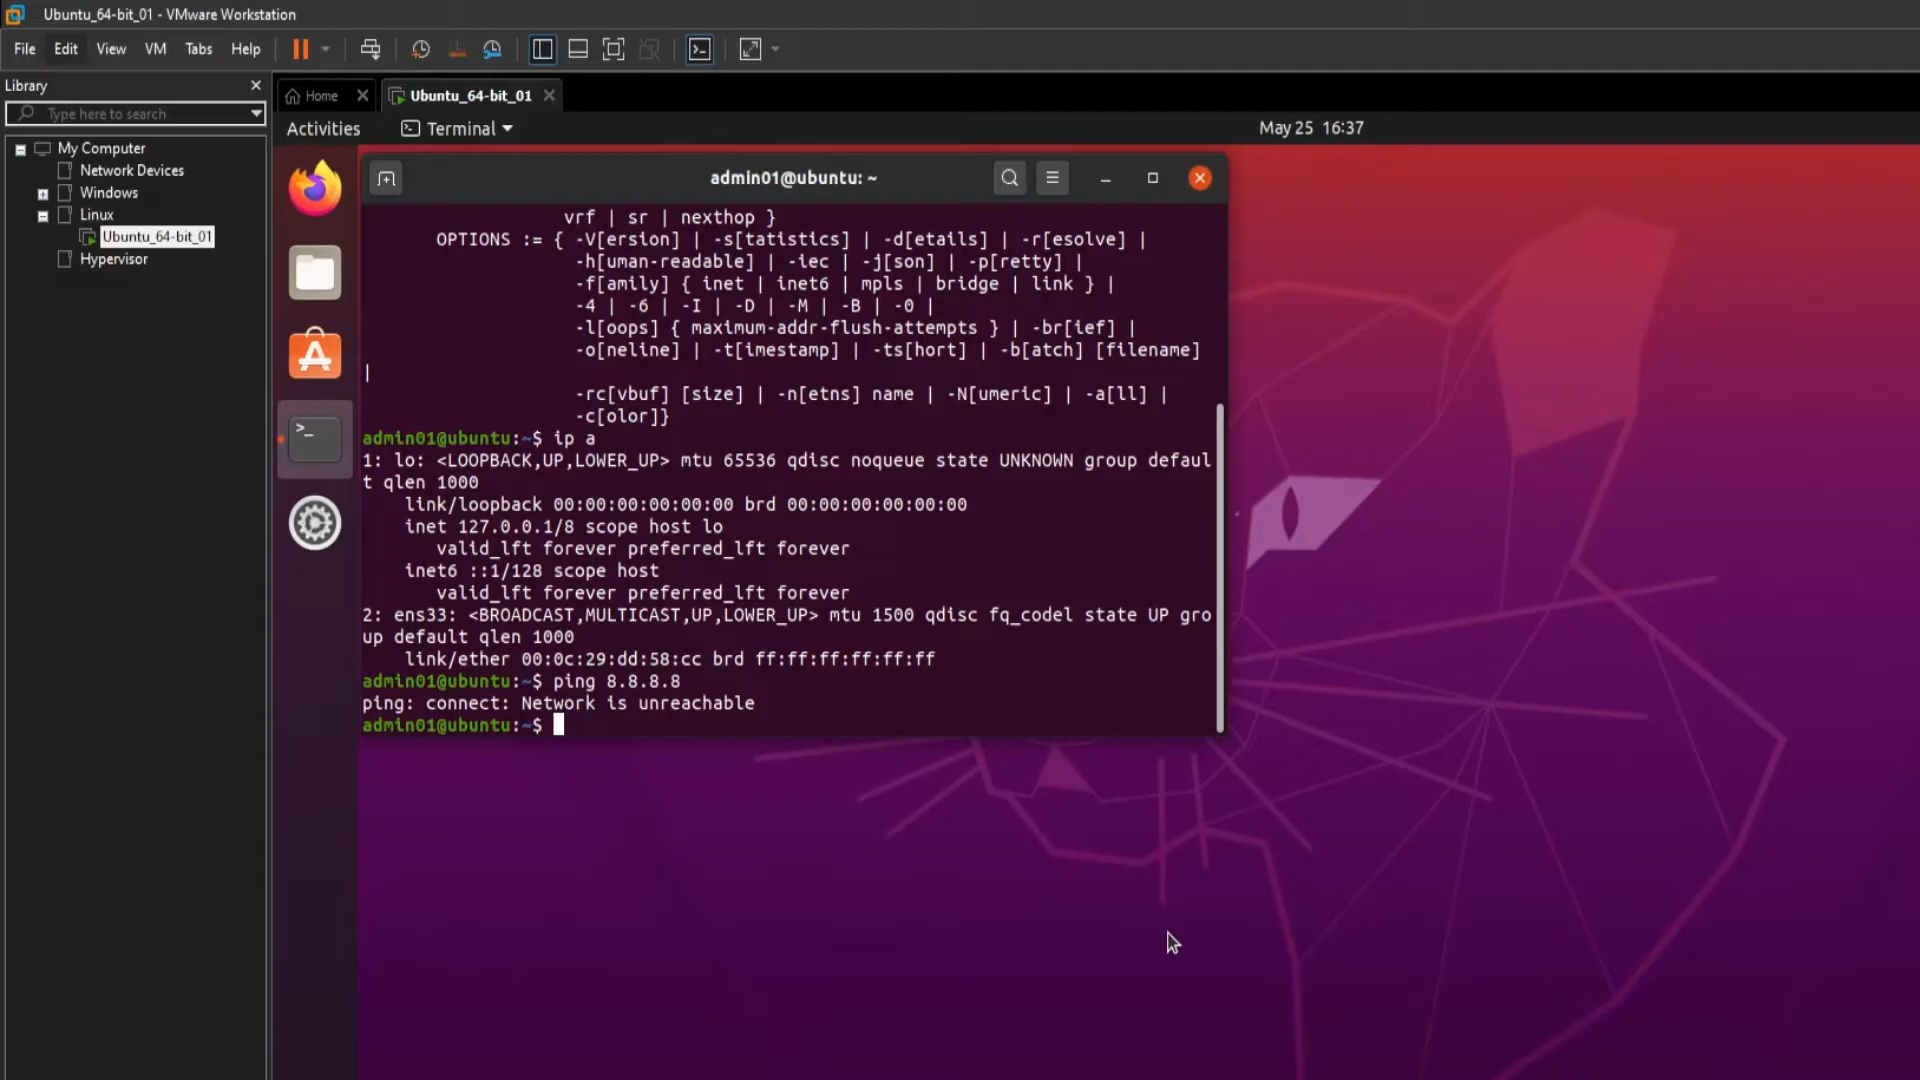 Ubuntu_64-bit_01 - VMware Workstation
File Edit View VM Tabs Help
Library
Type here to search
My Computer
Network Devices
Windows
Linux
Ubuntu_64-bit_01
Hypervisor
Home
Ubuntu_64-bit_01
Activities
Terminal
May 25 16:37
admin01@ubuntu: ~
vrf | sr | nexthop }
OPTIONS := { -V[ersion] | -s[tatistics] | -d[etails] | -r[esolve] |
-h[uman-readable] | -iec | -j[son] | -p[retty] |
-f[amily] { inet | inet6 | mpls | bridge | link } |
-4 | -6 | -I | -D | -M | -B | -0 |
-l[oops] { maximum-addr-flush-attempts } | -br[ief] |
-o[neline] | -t[imestamp] | -ts[hort] | -b[atch] [filename]
|
-rc[vbuf] [size] | -n[etns] name | -N[umeric] | -a[ll] |
-c[olor]}
admin01@ubuntu:~$ ip a
1: lo: <LOOPBACK,UP,LOWER_UP> mtu 65536 qdisc noqueue state UNKNOWN group defaul
t qlen 1000
link/loopback 00:00:00:00:00:00 brd 00:00:00:00:00:00
inet 127.0.0.1/8 scope host lo
valid_lft forever preferred_lft forever
inet6 ::1/128 scope host
valid_lft forever preferred_lft forever
2: ens33: <BROADCAST,MULTICAST,UP,LOWER_UP> mtu 1500 qdisc fq_codel state UP gro
up default qlen 1000
link/ether 00:0c:29:dd:58:cc brd ff:ff:ff:ff:ff:ff
admin01@ubuntu:~$ ping 8.8.8.8
ping: connect: Network is unreachable
admin01@ubuntu:~$